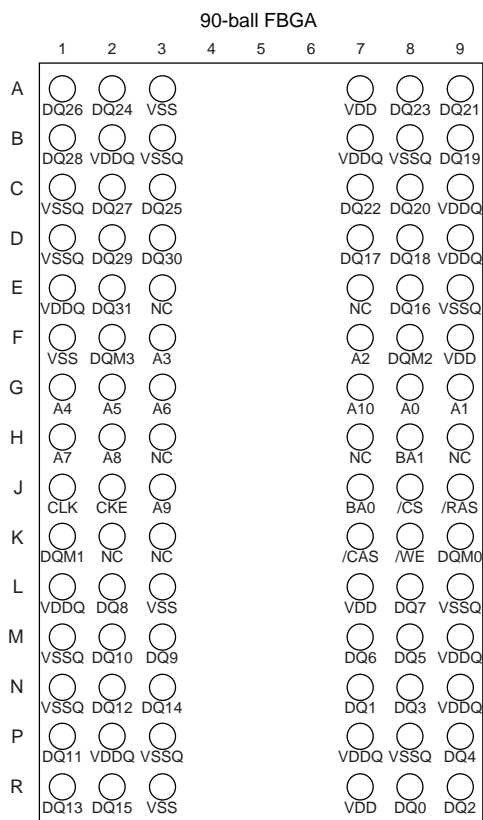 90-ball FBGA
1 2 3 4 5 6 7 8 9
A
DQ26 DQ24 VSS VDD DQ23 DQ21
B
DQ28 VDDQ VSSQ VDDQ VSSQ DQ19
C
VSSQ DQ27 DQ25 DQ22 DQ20 VDDQ
D
VSSQ DQ29 DQ30 DQ17 DQ18 VDDQ
E
VDDQ DQ31 NC NC DQ16 VSSQ
F
VSS DQM3 A3 A2 DQM2 VDD
G
A4 A5 A6 A10 A0 A1
H
A7 A8 NC NC BA1 NC
J
CLK CKE A9 BA0 /CS /RAS
K
DQM1 NC NC /CAS /WE DQM0
L
VDDQ DQ8 VSS VDD DQ7 VSSQ
M
VSSQ DQ10 DQ9 DQ6 DQ5 VDDQ
N
VSSQ DQ12 DQ14 DQ1 DQ3 VDDQ
P
DQ11 VDDQ VSSQ VDDQ VSSQ DQ4
R
DQ13 DQ15 VSS VDD DQ0 DQ2